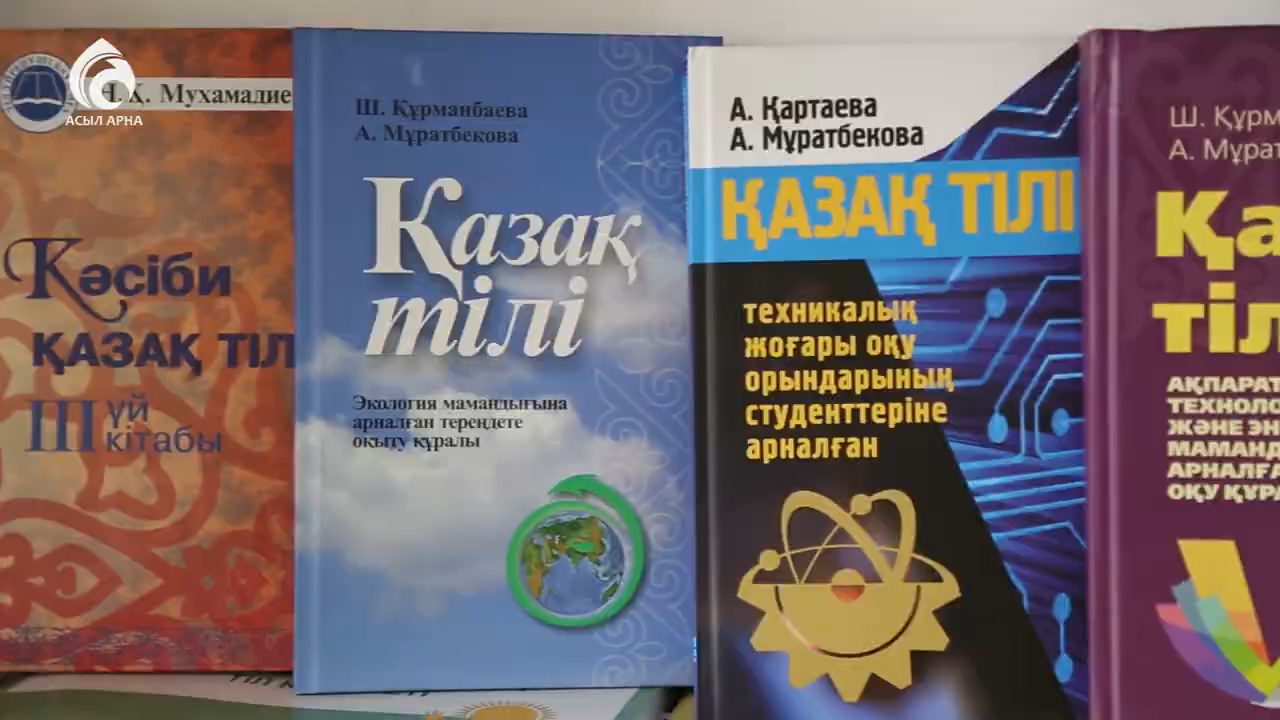 АСЫЛ АРНА
Н.Қ. Мухамадие
Кәсіби
ҚАЗАҚ ТІЛ
III үй
кітабы
Ш. Құрманбаева
А. Мұратбекова
Қазақ
тілі
Экология мамандығына
арналған тереңдете
оқыту құралы
А. Қартаева
А. Мұратбекова
ҚАЗАҚ ТІЛІ
техникалық
жоғары оқу
орындарының
студенттеріне
арналған
Ш. Құрм
А. Мұрат
Қа
тіл
АҚПАРАТ
ТЕХНОЛО
ЖӘНЕ ЭН
МАМАНД
АРНАЛҒА
ОҚУ ҚҰРА